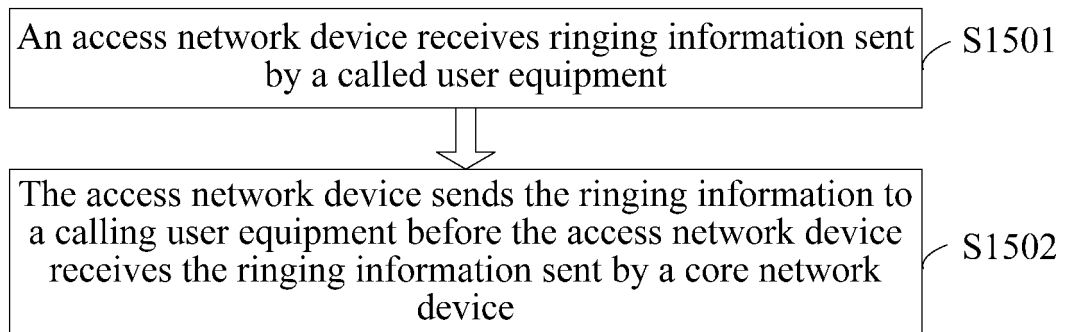 An access network device receives ringing information sent
by a called user equipment
S1501
The access network device sends the ringing information to
a calling user equipment before the access network device
receives the ringing information sent by a core network
device
S1502